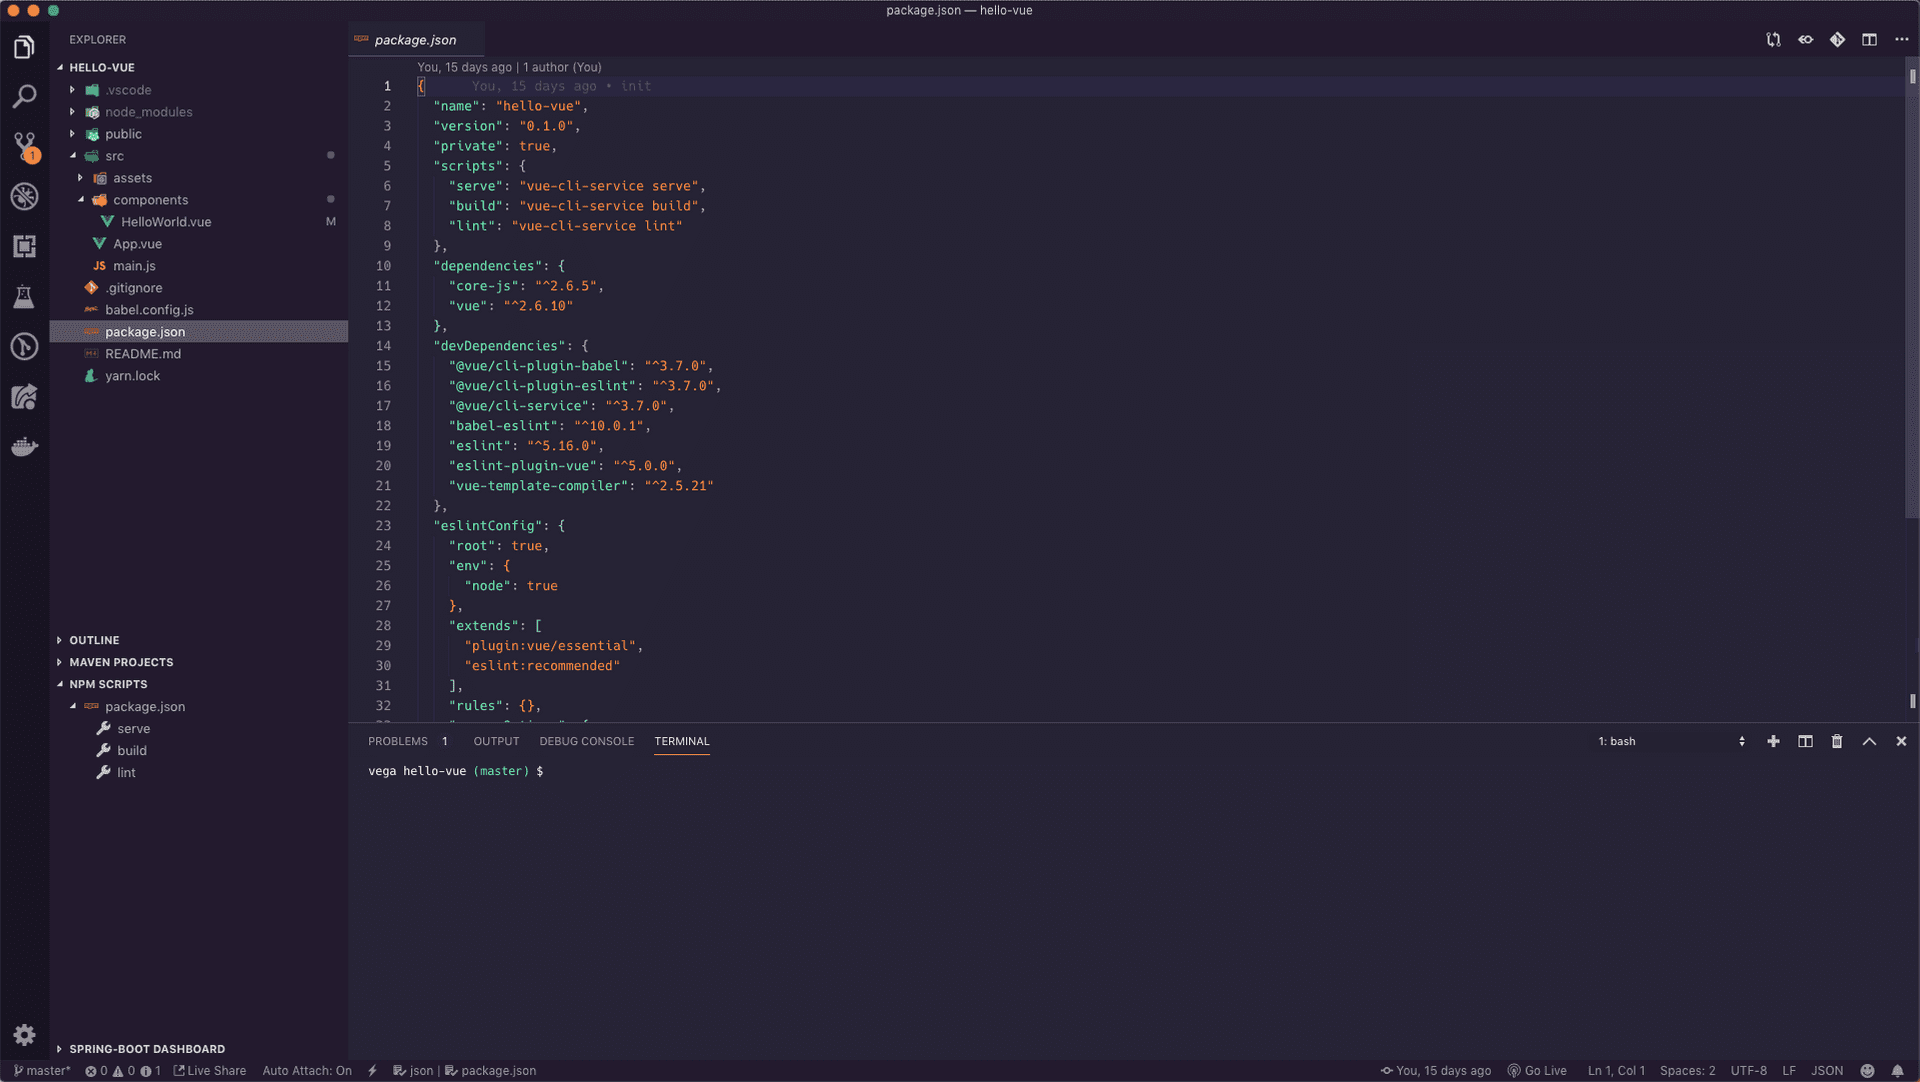 package.json — hello-vue
EXPLORER
HELLO-VUE
.vscode
node_modules
public
src
assets
components
HelloWorld.vue M
App.vue
JS main.js
.gitignore
babel.config.js
package.json
README.md
yarn.lock
1
OUTLINE
MAVEN PROJECTS
NPM SCRIPTS
package.json
serve
build
lint
SPRING-BOOT DASHBOARD
package.json
You, 15 days ago | 1 author (You)
1 { You, 15 days ago • init
2 "name": "hello-vue",
3 "version": "0.1.0",
4 "private": true,
5 "scripts": {
6 "serve": "vue-cli-service serve",
7 "build": "vue-cli-service build",
8 "lint": "vue-cli-service lint"
9 },
10 "dependencies": {
11 "core-js": "^2.6.5",
12 "vue": "^2.6.10"
13 },
14 "devDependencies": {
15 "@vue/cli-plugin-babel": "^3.7.0",
16 "@vue/cli-plugin-eslint": "^3.7.0",
17 "@vue/cli-service": "^3.7.0",
18 "babel-eslint": "^10.0.1",
19 "eslint": "^5.16.0",
20 "eslint-plugin-vue": "^5.0.0",
21 "vue-template-compiler": "^2.5.21"
22 },
23 "eslintConfig": {
24 "root": true,
25 "env": {
26 "node": true
27 },
28 "extends": [
29 "plugin:vue/essential",
30 "eslint:recommended"
31 ],
32 "rules": {},
PROBLEMS 1 OUTPUT DEBUG CONSOLE TERMINAL 1: bash
vega hello-vue (master) $
master* 0 0 1 Live Share Auto Attach: On json | package.json You, 15 days ago Go Live Ln 1, Col 1 Spaces: 2 UTF-8 LF JSON